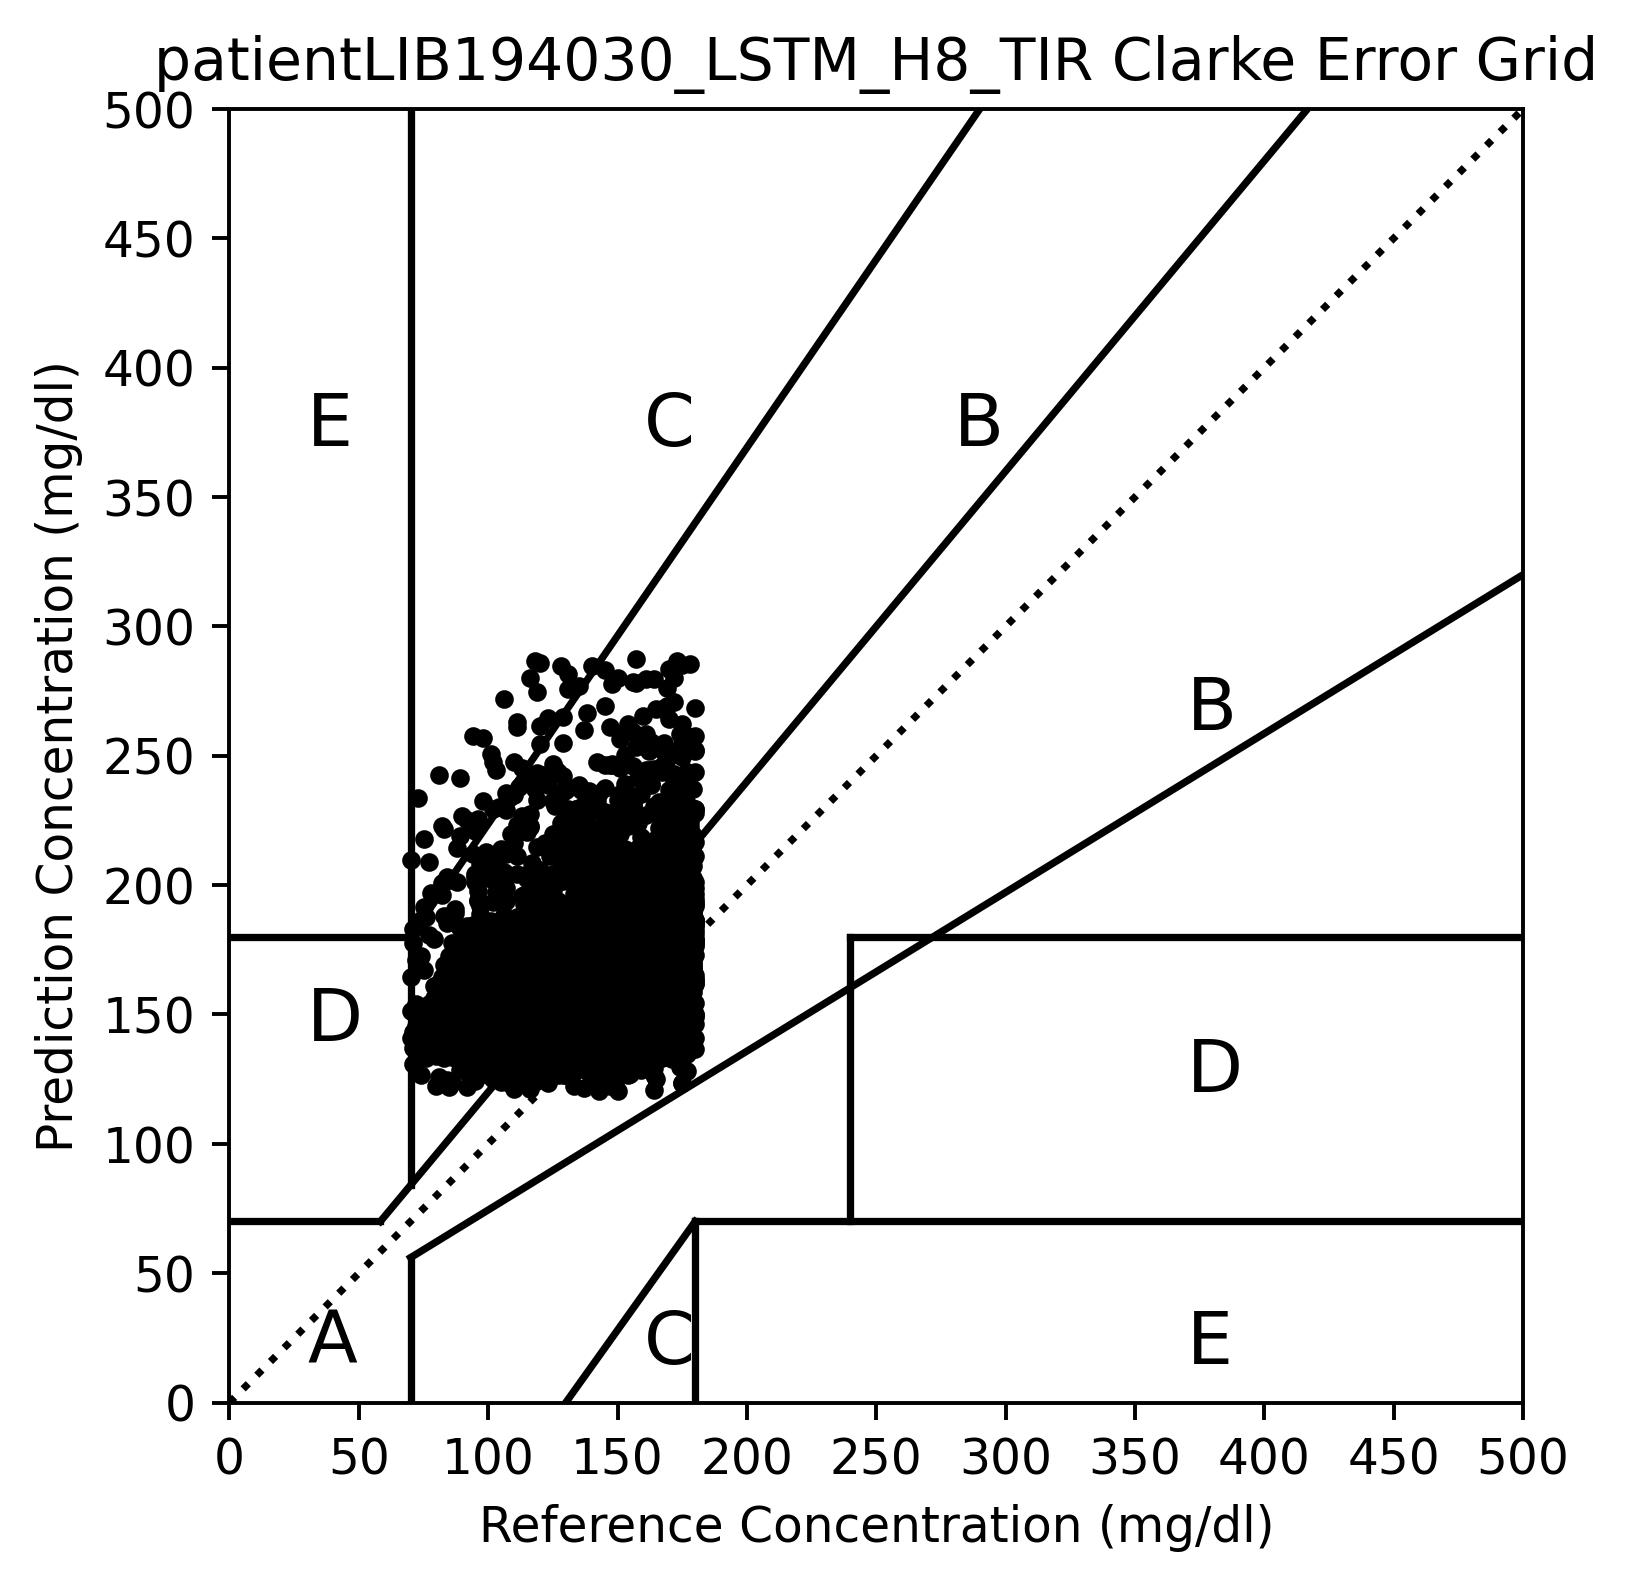 patientLIB194030_LSTM_H8_TIR Clarke Error Grid
500
450
400
350
300
250
200
150
100
50
0
Prediction Concentration (mg/dl)
E
C
B
B
D
D
A
C
E
0 50 100 150 200 250 300 350 400 450 500
Reference Concentration (mg/dl)